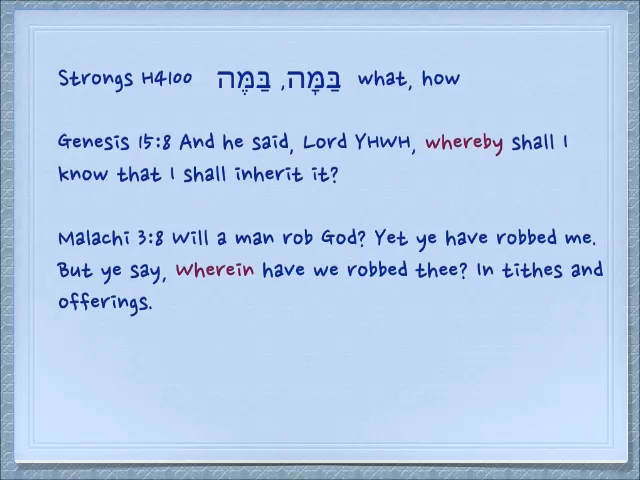 Strongs H4100 בַּמָּה, בַּמֶּה what, how
Genesis 15:8 And he said, Lord YHWH, whereby shall I
know that I shall inherit it?
Malachi 3:8 Will a man rob God? Yet ye have robbed me.
But ye say, Wherein have we robbed thee? In tithes and
offerings.